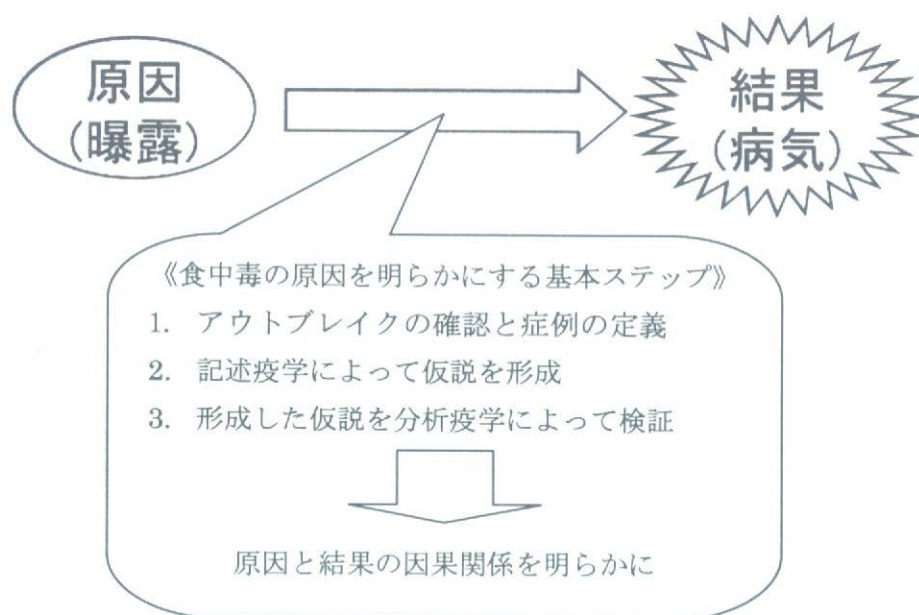 原因
(曝露)
結果
(病気)
《食中毒の原因を明らかにする基本ステップ》
1. アウトブレイクの確認と症例の定義
2. 記述疫学によって仮説を形成
3. 形成した仮説を分析疫学によって検証
原因と結果の因果関係を明らかに